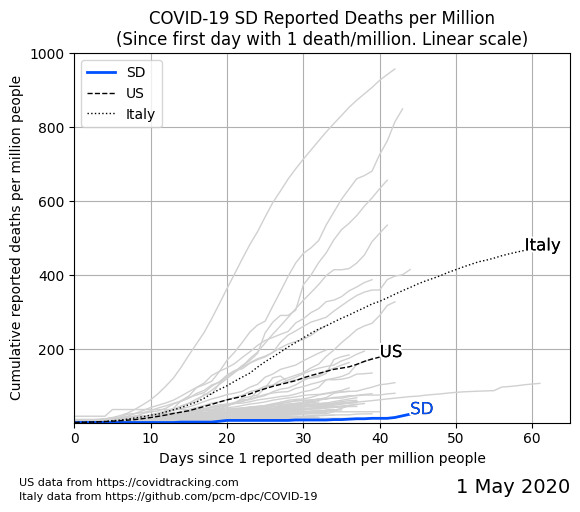 COVID-19 SD Reported Deaths per Million
(Since first day with 1 death/million. Linear scale)
Cumulative reported deaths per million people
1000
800
600
400
200
SD
US
Italy
Italy
US
SD
0
10
20
30
40
50
60
Days since 1 reported death per million people
US data from https://covidtracking.com
Italy data from https://github.com/pcm-dpc/COVID-19
1 May 2020